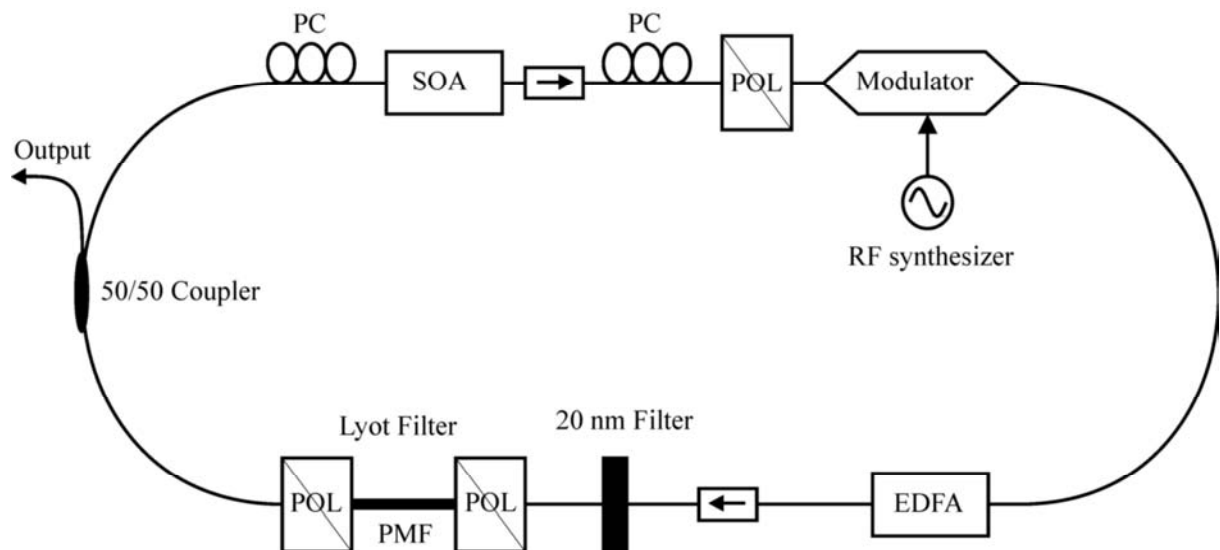 PC
PC
SOA
POL
Modulator
Output
RF synthesizer
50/50 Coupler
Lyot Filter
20 nm Filter
POL
POL
EDFA
PMF